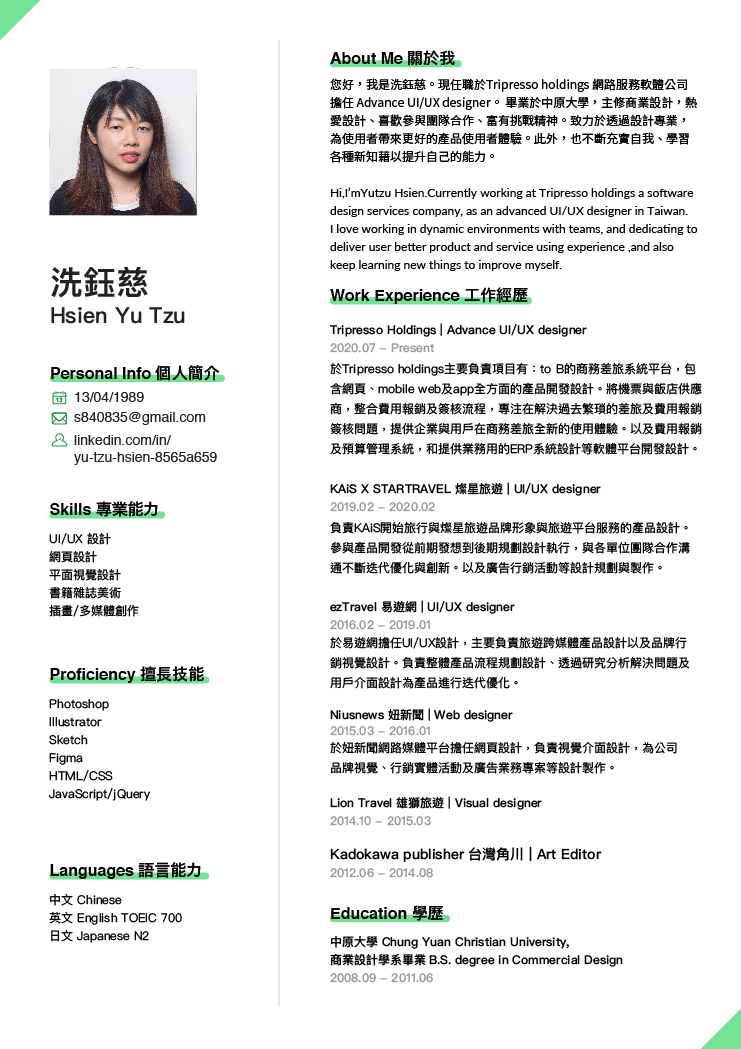 洗鈺慈
Hsien Yu Tzu
Personal Info 個人簡介
13
13/04/1989
s840835@gmail.com
linkedin.com/in/
yu-tzu-hsien-8565a659
Skills 專業能力
UI/UX 設計
網頁設計
平面視覺設計
書籍雜誌美術
插畫/多媒體創作
Proficiency 擅長技能
Photoshop
Illustrator
Sketch
Figma
HTML/CSS
JavaScript/jQuery
Languages 語言能力
中文 Chinese
英文 English TOEIC 700
日文 Japanese N2
About Me 關於我
您好，我是洗鈺慈。現任職於Tripresso holdings 網路服務軟體公司
擔任 Advance UI/UX designer。 畢業於中原大學，主修商業設計，熱
愛設計、喜歡參與團隊合作、富有挑戰精神。致力於透過設計專業，
為使用者帶來更好的產品使用者體驗。此外，也不斷充實自我、學習
各種新知藉以提升自己的能力。
Hi,I'mYutzu Hsien.Currently working at Tripresso holdings a software
design services company, as an advanced UI/UX designer in Taiwan.
I love working in dynamic environments with teams, and dedicating to
deliver user better product and service using experience ,and also
keep learning new things to improve myself.
Work Experience 工作經歷
Tripresso Holdings | Advance UI/UX designer
2020.07 – Present
於Tripresso holdings主要負責項目有：to B的商務差旅系統平台，包
含網頁、mobile web及app全方面的產品開發設計。將機票與飯店供應
商，整合費用報銷及簽核流程，專注在解決過去繁瑣的差旅及費用報銷
簽核問題，提供企業與用戶在商務差旅全新的使用體驗。以及費用報銷
及預算管理系統，和提供業務用的ERP系統設計等軟體平台開發設計。
KAiS X STARTRAVEL 燦星旅遊 | UI/UX designer
2019.02 – 2020.02
負責KAiS開始旅行與燦星旅遊品牌形象與旅遊平台服務的產品設計。
參與產品開發從前期發想到後期規劃設計執行，與各單位團隊合作溝
通不斷迭代優化與創新。以及廣告行銷活動等設計規劃與製作。
ezTravel 易遊網 | UI/UX designer
2016.02 – 2019.01
於易遊網擔任UI/UX設計，主要負責旅遊跨媒體產品設計以及品牌行
銷視覺設計。負責整體產品流程規劃設計、透過研究分析解決問題及
用戶介面設計為產品進行迭代優化。
Niusnews 妞新聞 | Web designer
2015.03 – 2016.01
於妞新聞網路媒體平台擔任網頁設計，負責視覺介面設計，為公司
品牌視覺、行銷實體活動及廣告業務專案等設計製作。
Lion Travel 雄獅旅遊 | Visual designer
2014.10 – 2015.03
Kadokawa publisher 台灣角川 | Art Editor
2012.06 – 2014.08
Education 學歷
中原大學 Chung Yuan Christian University,
商業設計學系畢業 B.S. degree in Commercial Design
2008.09 – 2011.06